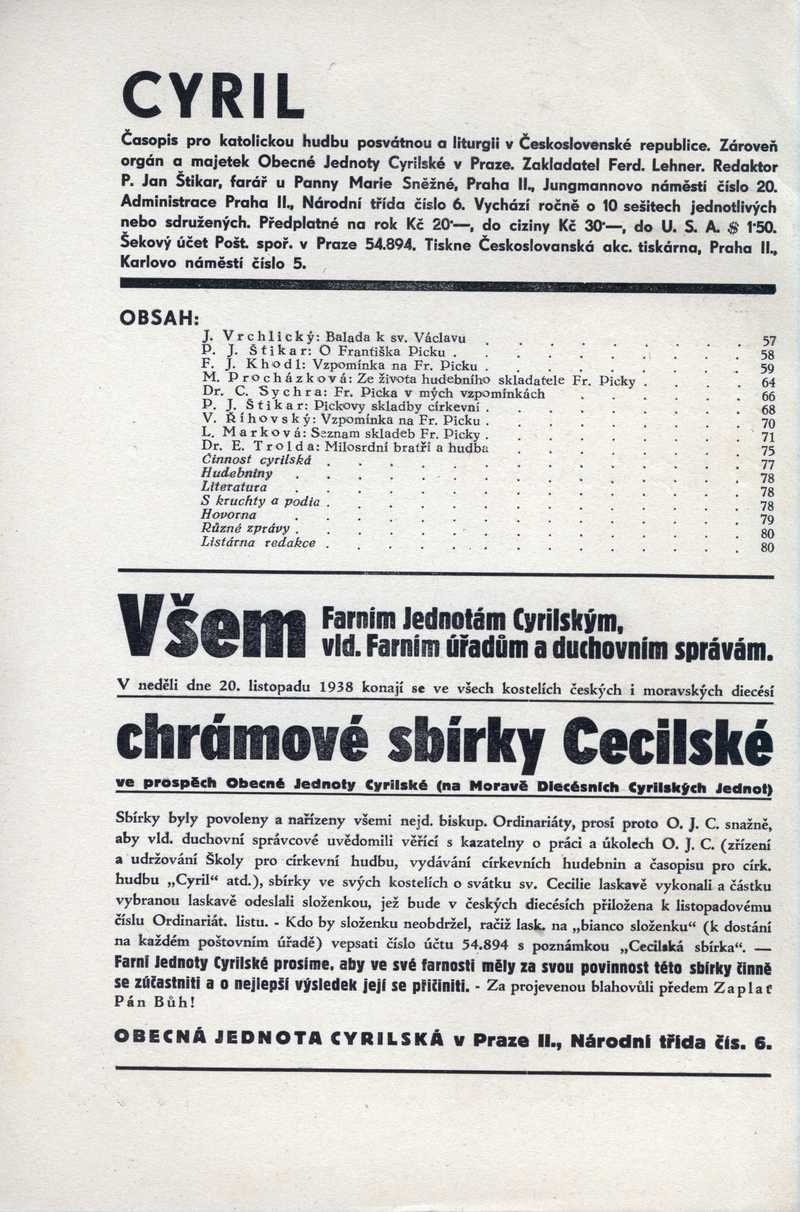 CYRIL
Časopis pro katolickou hudbu posvátnou a liturgii v Československé republice. Zároveň
orgán a majetek Obecné Jednoty Cyrilské v Praze. Zakladatel Ferd. Lehner. Redaktor
P. Jan Štikar, farář u Panny Marie Sněžné, Praha II., Jungmannovo náměstí číslo 20.
Administrace Praha II., Národní třída číslo 6. Vychází ročně o 10 sešitech jednotlivých
nebo sdružených. Předplatné na rok Kč 20·—, do ciziny Kč 30·—, do U. S. A. $ 1·50.
Šekový účet Pošt. spoř. v Praze 54.894. Tiskne Českoslovanská akc. tiskárna, Praha II.,
Karlovo náměstí číslo 5.
OBSAH:
J. Vrchlický: Balada k sv. Václavu . . . . . . . . . . 57
P. J. Štikar: O Františka Picku . . . . . . . . . . . 58
F. J. Khodl: Vzpomínka na Fr. Picku . . . . . . . . . . 59
M. Procházková: Ze života hudebního skladatele Fr. Picky . . . . 64
Dr. C. Sychra: Fr. Picka v mých vzpomínkách . . . . . . 66
P. J. Štikar: Pickovy skladby církevní . . . . . . . . . . 68
V. Říhovský: Vzpomínka na Fr. Picku . . . . . . . . . . 70
L. Marková: Seznam skladeb Fr. Picky . . . . . . . . . . 71
Dr. E. Trolda: Milosrdní bratři a hudba . . . . . . . . . 75
Činnost cyrilská . . . . . . . . . . . . . . 77
Hudebniny . . . . . . . . . . . . . . . 78
Literatura . . . . . . . . . . . . . . . 78
S kruchty a podia . . . . . . . . . . . . . . 78
Hovorna . . . . . . . . . . . . . . . 79
Různé zprávy . . . . . . . . . . . . . . . 80
Listárna redakce . . . . . . . . . . . . . . 80
Všem Farním Jednotám Cyrilským,
vld. Farním úřadům a duchovním správám.
V neděli dne 20. listopadu 1938 konají se ve všech kostelích českých i moravských diecésí
chrámové sbírky Cecilské
ve prospěch Obecné Jednoty Cyrilské (na Moravě Diecésních Cyrilských Jednot)
Sbírky byly povoleny a nařízeny všemi nejd. biskup. Ordinariáty, prosí proto O. J. C. snažně,
aby vld. duchovní správcové uvědomili věřící s kazatelny o práci a úkolech O. J. C. (zřízení
a udržování Školy pro církevní hudbu, vydávání církevních hudebnin a časopisu pro círk.
hudbu „Cyril“ atd.), sbírky ve svých kostelích o svátku sv. Cecilie laskavě vykonali a částku
vybranou laskavě odeslali složenkou, jež bude v českých diecésích přiložena k listopadovému
číslu Ordinariát. listu. - Kdo by složenku neobdržel, račiž lask. na „bianco složenku“ (k dostání
na každém poštovním úřadě) vepsati číslo účtu 54.894 s poznámkou „Cecilská sbírka“. —
Farní Jednoty Cyrilské prosíme, aby ve své farnosti měly za svou povinnost této sbírky činně
se zúčastniti a o nejlepší výsledek její se přičiniti. - Za projevenou blahovůli předem Zaplať
Pán Bůh!
OBECNÁ JEDNOTA CYRILSKÁ v Praze II., Národní třída čís. 6.